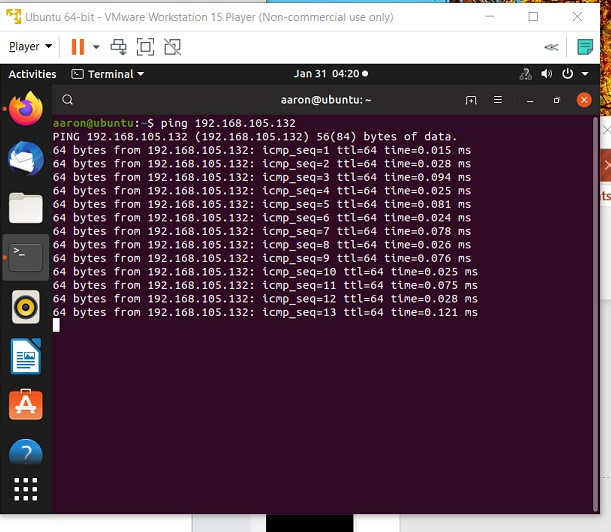 Ubuntu 64-bit - VMware Workstation 15 Player (Non-commercial use only)
Player
Activities
Terminal
Jan 31 04:20
aaron@ubuntu: ~
aaron@ubuntu:~$ ping 192.168.105.132
PING 192.168.105.132 (192.168.105.132) 56(84) bytes of data.
64 bytes from 192.168.105.132: icmp_seq=1 ttl=64 time=0.015 ms
64 bytes from 192.168.105.132: icmp_seq=2 ttl=64 time=0.028 ms
64 bytes from 192.168.105.132: icmp_seq=3 ttl=64 time=0.094 ms
64 bytes from 192.168.105.132: icmp_seq=4 ttl=64 time=0.025 ms
64 bytes from 192.168.105.132: icmp_seq=5 ttl=64 time=0.081 ms
64 bytes from 192.168.105.132: icmp_seq=6 ttl=64 time=0.024 ms
64 bytes from 192.168.105.132: icmp_seq=7 ttl=64 time=0.078 ms
64 bytes from 192.168.105.132: icmp_seq=8 ttl=64 time=0.026 ms
64 bytes from 192.168.105.132: icmp_seq=9 ttl=64 time=0.076 ms
64 bytes from 192.168.105.132: icmp_seq=10 ttl=64 time=0.025 ms
64 bytes from 192.168.105.132: icmp_seq=11 ttl=64 time=0.075 ms
64 bytes from 192.168.105.132: icmp_seq=12 ttl=64 time=0.028 ms
64 bytes from 192.168.105.132: icmp_seq=13 ttl=64 time=0.121 ms